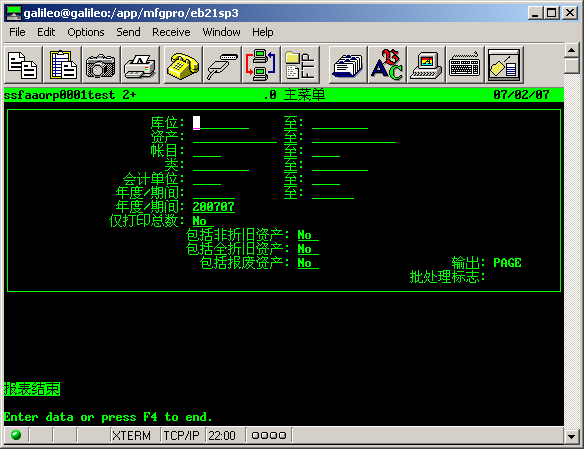 galileo@galileo:/app/mfgpro/eb21sp3
File Edit Options Send Receive Window Help
ssfaaorp0001test 2+ .0 主菜单 07/02/07
库位: 至:
资产: 至:
帐目: 至:
类: 至:
会计单位: 至:
年度/期间: 至:
年度/期间: 200707
仅打印总数: No
包括非折旧资产: No
包括全折旧资产: No
包括报废资产: No 输出: PAGE
批处理标志:
报表结束
Enter data or press F4 to end.
XTERM TCP/IP 22:00